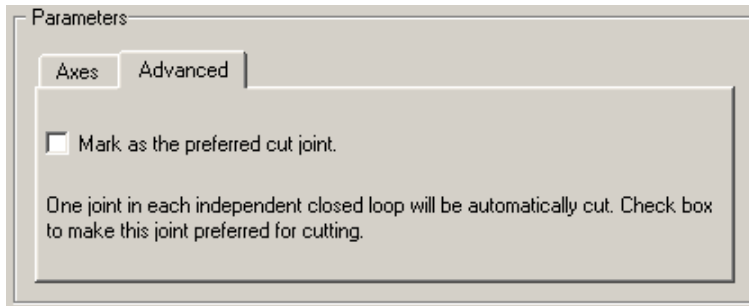 Parameters
Axes
Advanced
Mark as the preferred cut joint.
One joint in each independent closed loop will be automatically cut. Check box
to make this joint preferred for cutting.